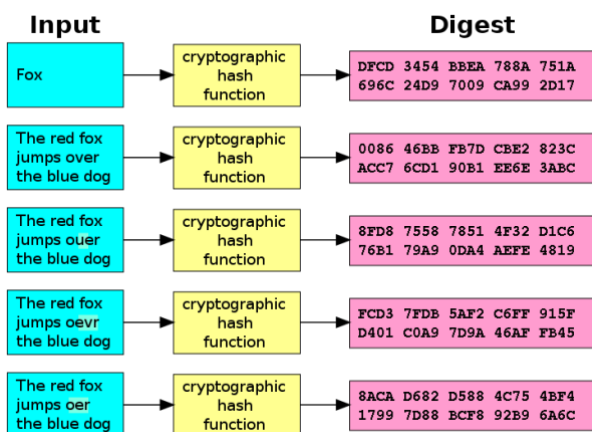 Input Digest
Fox
cryptographic
hash
function
DFCD 3454 BBEA 788A 751A
696C 24D9 7009 CA99 2D17
The red fox
jumps over
the blue dog
cryptographic
hash
function
0086 46BB FB7D CBE2 823C
ACC7 6CD1 90B1 EE6E 3ABC
The red fox
jumps ouer
the blue dog
cryptographic
hash
function
8FD8 7558 7851 4F32 D1C6
76B1 79A9 0DA4 AEFE 4819
The red fox
jumps oevr
the blue dog
cryptographic
hash
function
FCD3 7FDB 5AF2 C6FF 915F
D401 C0A9 7D9A 46AF FB45
The red fox
jumps oer
the blue dog
cryptographic
hash
function
8ACA D682 D588 4C75 4BF4
1799 7D88 BCF8 92B9 6A6C